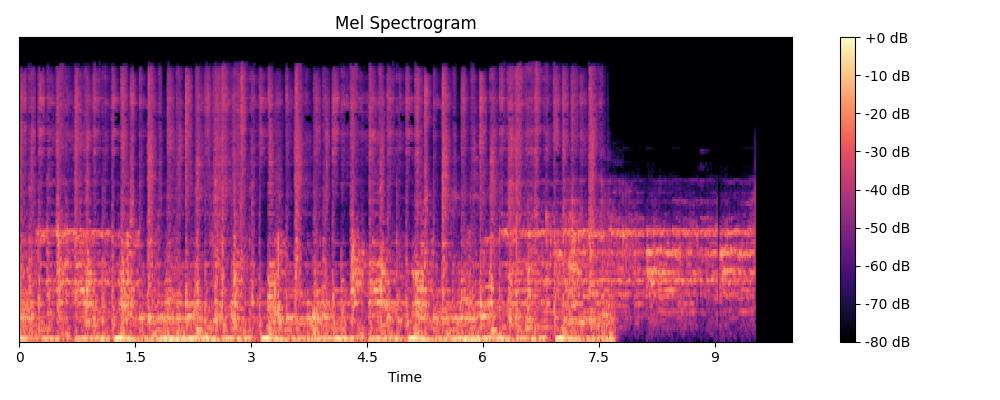 Mel Spectrogram
+0 dB
-10 dB
-20 dB
-30 dB
-40 dB
-50 dB
-60 dB
-70 dB
-80 dB
0 1.5 3 4.5 6 7.5 9
Time